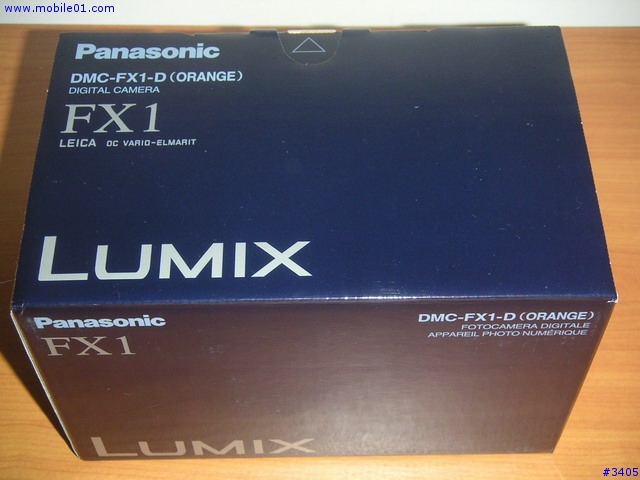 www.mobile01.com
Panasonic
DMC-FX1-D (ORANGE)
DIGITAL CAMERA
FX1
LEICA DC VARIO-ELMARIT
LUMIX
Panasonic
FX1
DMC-FX1-D (ORANGE)
FOTOCAMERA DIGITALE
APPAREIL PHOTO NUMÉRIQUE
LUMIX
#3405